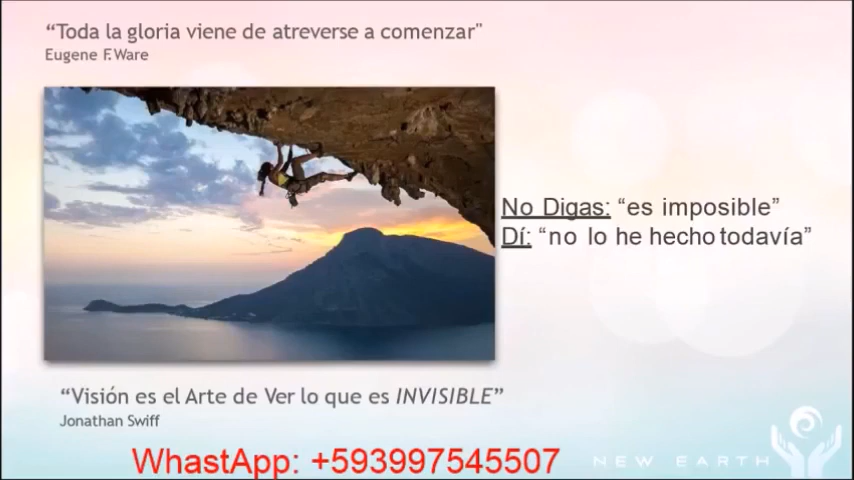 “Toda la gloria viene de atreverse a comenzar"
Eugene F.Ware
No Digas: “es imposible”
Dí: “no lo he hecho todavía”
“Visión es el Arte de Ver lo que es INVISIBLE”
Jonathan Swiff
WhastApp: +593997545507
NEW EARTH